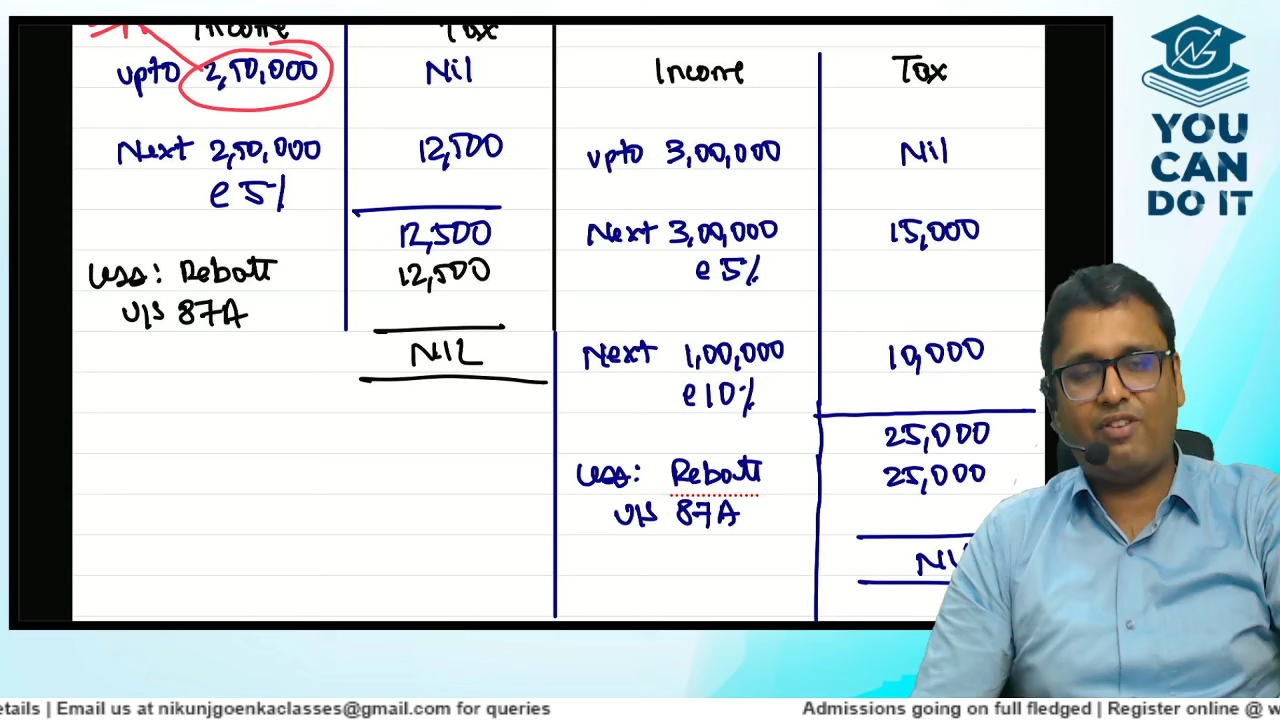 Income
Tax
upto 2,50,000
Nil
Next 2,50,000
12,500
@ 5%
12,500
Less: Rebate
12,500
u/s 87A
NIL
Income
Tax
upto 3,00,000
Nil
Next 3,00,000
15,000
@ 5%
Next 1,00,000
10,000
@ 10%
25,000
Less: Rebate
25,000
u/s 87A
NG
YOU
CAN
DO IT
etails | Email us at nikunjgoenkaclasses@gmail.com for queries
Admissions going on full fledged | Register online @ w